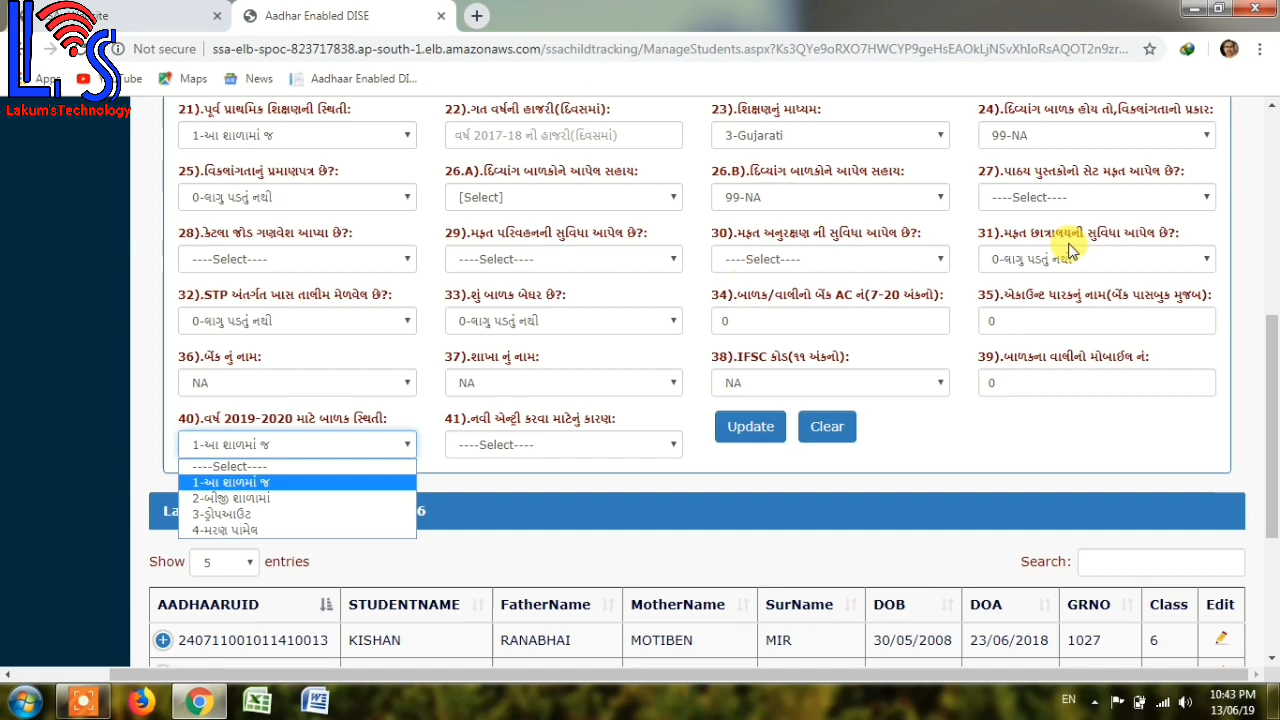 Aadhar Enabled DISE
Not secure ssa-elb-spoc-823717838.ap-south-1.elb.amazonaws.com/ssachildtracking/ManageStudents.aspx?Ks3QYe9oRXO7HWCYP9geHsEAOkLjNSvXhIoRsAQOT2n9zr...
Maps News Aadhaar Enabled DI...
Lakum'sTechnology
21).પૂર્વ પ્રાથમિક શિક્ષણની સ્થિતી: 22).ગત વર્ષની હાજરી(દિવસમાં): 23).શિક્ષણનું માધ્યમ: 24).દિવ્યાંગ બાળક હોય તો,વિકલાંગતાનો પ્રકાર:
1-આ શાળામાં જ વર્ષ 2017-18 ની હાજરી(દિવસમાં) 3-Gujarati 99-NA
25).વિકલાંગતાનું પ્રમાણપત્ર છે?: 26.A).દિવ્યાંગ બાળકોને આપેલ સહાય: 26.B).દિવ્યાંગ બાળકોને આપેલ સહાય: 27).પાઠય પુસ્તકોનો સેટ મફત આપેલ છે?:
0-લાગુ પડતું નથી [Select] 99-NA ----Select----
28).કેટલા જોડ ગણવેશ આપ્યા છે?: 29).મફત પરિવહનની સુવિધા આપેલ છે?: 30).મફત અનુરક્ષણ ની સુવિધા આપેલ છે?: 31).મફત છાત્રાલયની સુવિધા આપેલ છે?:
----Select---- ----Select---- ----Select---- 0-લાગુ પડતું નથી
32).STP અંતર્ગત ખાસ તાલીમ મેળવેલ છે?: 33).શું બાળક બેઘર છે?: 34).બાળક/વાલીનો બેંક AC નં(7-20 અંકનો): 35).એકાઉન્ટ ધારકનું નામ(બેંક પાસબુક મુજબ):
0-લાગુ પડતું નથી 0-લાગુ પડતું નથી 0 0
36).બેંક નું નામ: 37).શાખા નું નામ: 38).IFSC કોડ(૧૧ અંકનો): 39).બાળકના વાલીનો મોબાઈલ નં:
NA NA NA 0
40).વર્ષ 2019-2020 માટે બાળક સ્થિતી: 41).નવી એન્ટ્રી કરવા માટેનું કારણ: Update Clear
1-આ શાળમાં જ ----Select----
----Select----
1-આ શાળમાં જ
2-બીજી શાળામાં
3-ડ્રોપઆઉટ
4-મરણ પામેલ
La 6
Show 5 entries Search:
AADHAARUID STUDENTNAME FatherName MotherName SurName DOB DOA GRNO Class Edit
240711001011410013 KISHAN RANABHAI MOTIBEN MIR 30/05/2008 23/06/2018 1027 6
EN 10:43 PM
13/06/19